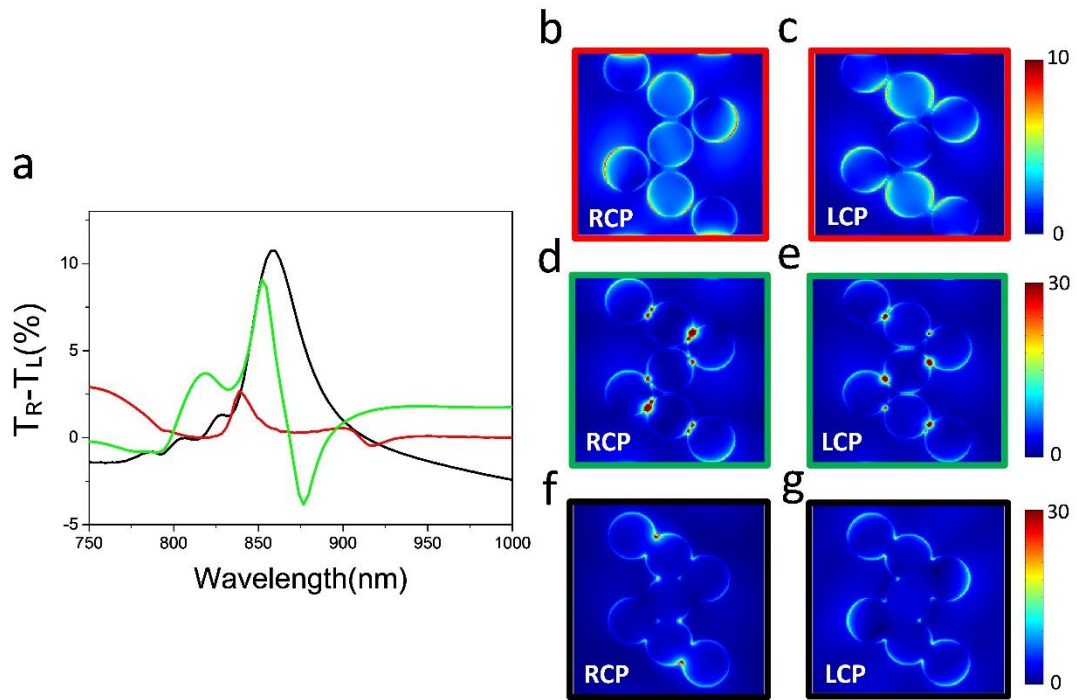 a
T_R-T_L(%)
10
5
0
-5
750
800
850
900
950
1000
Wavelength(nm)
b
RCP
c
LCP
10
0
d
RCP
e
LCP
30
0
f
RCP
g
LCP
30
0